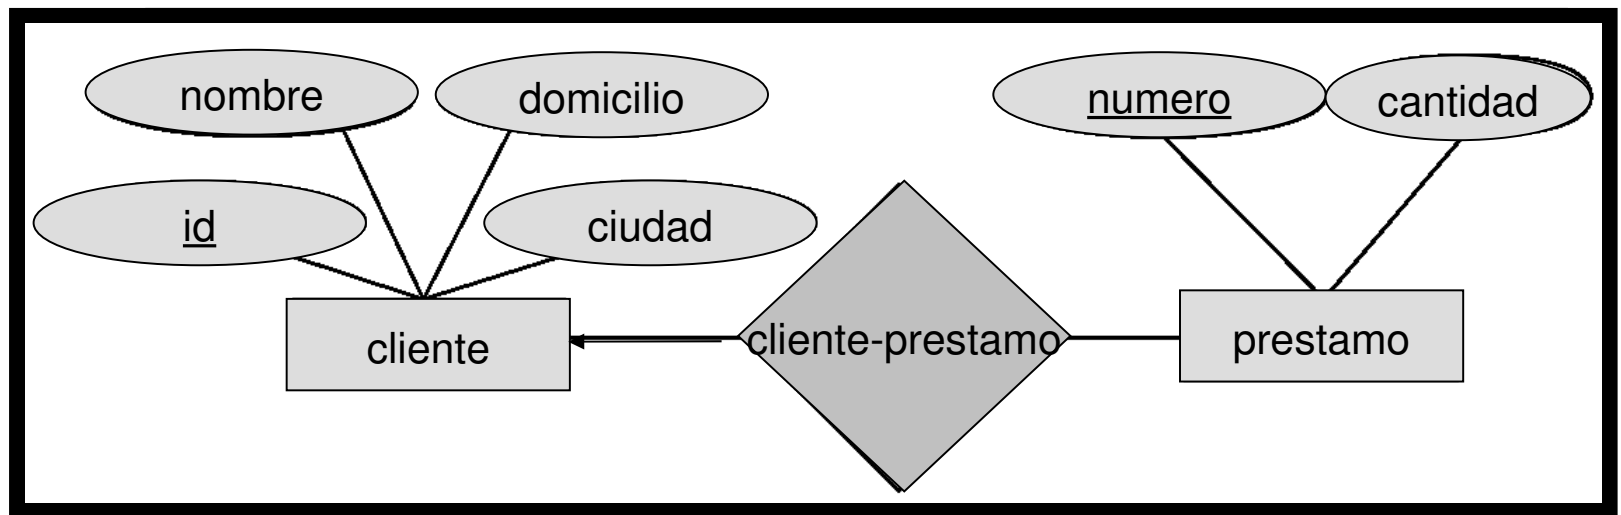 nombre
domicilio
numero
cantidad
id
ciudad
cliente
cliente-prestamo
prestamo